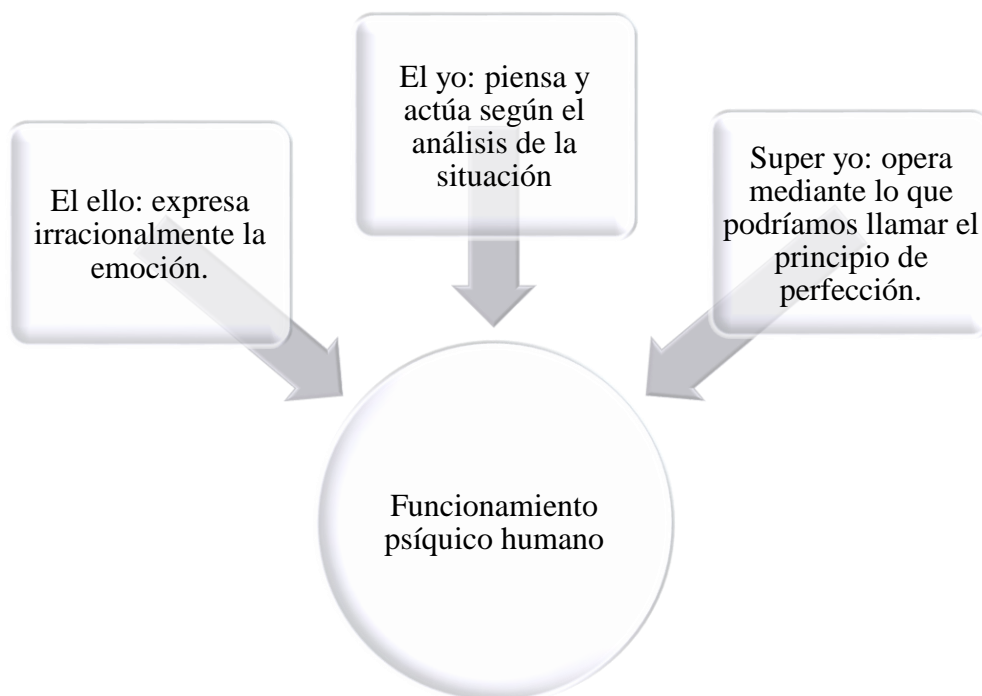 El ello: expresa
irracionalmente la
emoción.
El yo: piensa y
actúa según el
análisis de la
situación
Super yo: opera
mediante lo que
podríamos llamar el
principio de
perfección.
Funcionamiento
psíquico humano